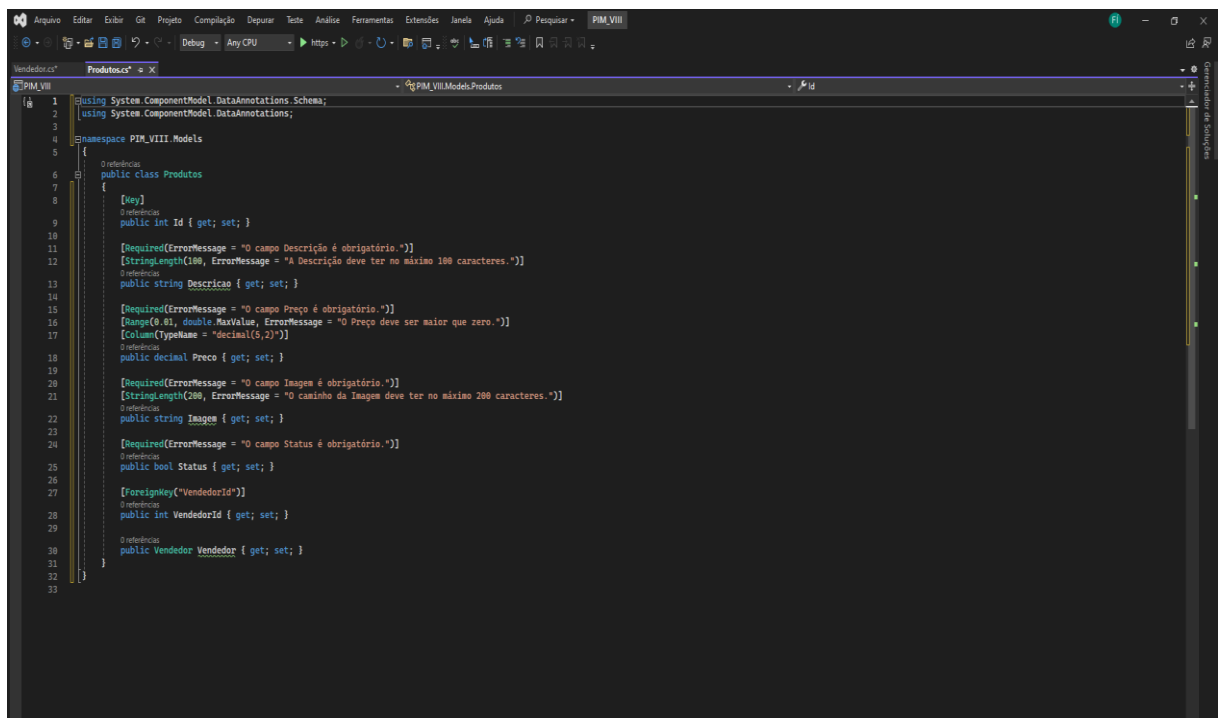 Arquivo Editar Exibir Git Projeto Compilação Depurar Teste Análise Ferramentas Extensões Janela Ajuda Pesquisar PIM_VIII FI
Debug Any CPU https
Vendedor.cs* Produtos.cs*
PIM_VIII PIM_VIII.Models.Produtos Id
Gerenciador de Soluções
1 using System.ComponentModel.DataAnnotations.Schema;
2 using System.ComponentModel.DataAnnotations;
3
4 namespace PIM_VIII.Models
5 {
0 referências
6 public class Produtos
7 {
8 [Key]
0 referências
9 public int Id { get; set; }
10
11 [Required(ErrorMessage = "O campo Descrição é obrigatório.")]
12 [StringLength(100, ErrorMessage = "A Descrição deve ter no máximo 100 caracteres.")]
0 referências
13 public string Descricao { get; set; }
14
15 [Required(ErrorMessage = "O campo Preço é obrigatório.")]
16 [Range(0.01, double.MaxValue, ErrorMessage = "O Preço deve ser maior que zero.")]
17 [Column(TypeName = "decimal(5,2)")]
0 referências
18 public decimal Preco { get; set; }
19
20 [Required(ErrorMessage = "O campo Imagem é obrigatório.")]
21 [StringLength(200, ErrorMessage = "O caminho da Imagem deve ter no máximo 200 caracteres.")]
0 referências
22 public string Imagem { get; set; }
23
24 [Required(ErrorMessage = "O campo Status é obrigatório.")]
0 referências
25 public bool Status { get; set; }
26
27 [ForeignKey("VendedorId")]
0 referências
28 public int VendedorId { get; set; }
29
0 referências
30 public Vendedor Vendedor { get; set; }
31 }
32 }
33